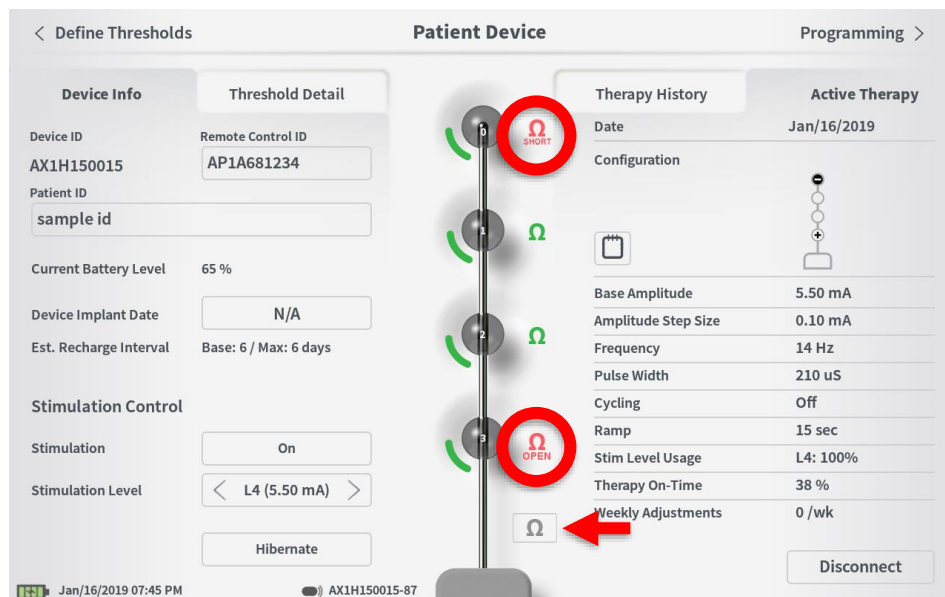 < Define Thresholds
Patient Device
Programming >
Device Info
Threshold Detail
Therapy History
Active Therapy
Device ID
Remote Control ID
AX1H150015
AP1A681234
Patient ID
sample id
Current Battery Level 65 %
Device Implant Date N/A
Est. Recharge Interval Base: 6 / Max: 6 days
Stimulation Control
Stimulation On
Stimulation Level < L4 (5.50 mA) >
Hibernate
Jan/16/2019 07:45 PM
AX1H150015-87
0
Ω
SHORT
1
Ω
2
Ω
3
Ω
OPEN
Ω
Date Jan/16/2019
Configuration
Base Amplitude 5.50 mA
Amplitude Step Size 0.10 mA
Frequency 14 Hz
Pulse Width 210 uS
Cycling Off
Ramp 15 sec
Stim Level Usage L4: 100%
Therapy On-Time 38 %
Weekly Adjustments 0 /wk
Disconnect